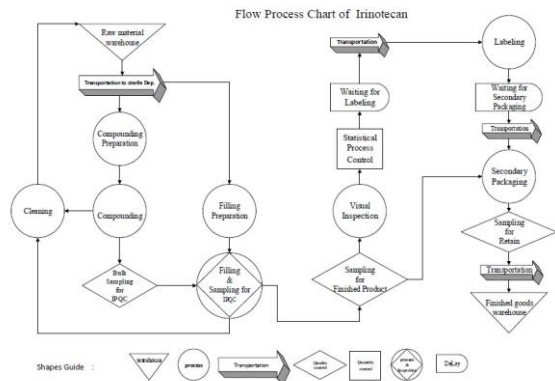 Flow Process Chart of Irinotecan
Raw material
warehouse
Transportation to sterile Dep.
Compounding
Preparation
Cleaning
Compounding
Bulk
Sampling
for
IPQC
Filling
Preparation
Filling
&
Sampling for
IPQC
Transportation
Waiting for
Labeling
Statistical
Process
Control
Visual
Inspection
Sampling
for
Finished Product
Labeling
Waiting for
Secondary
Packaging
Transportation
Secondary
Packaging
Sampling
for
Retain
Transportation
Finished goods
warehouse
Shapes Guide :
warehouse
process
Transportation
Quality
control
Quantity
control
process
&
DeLay